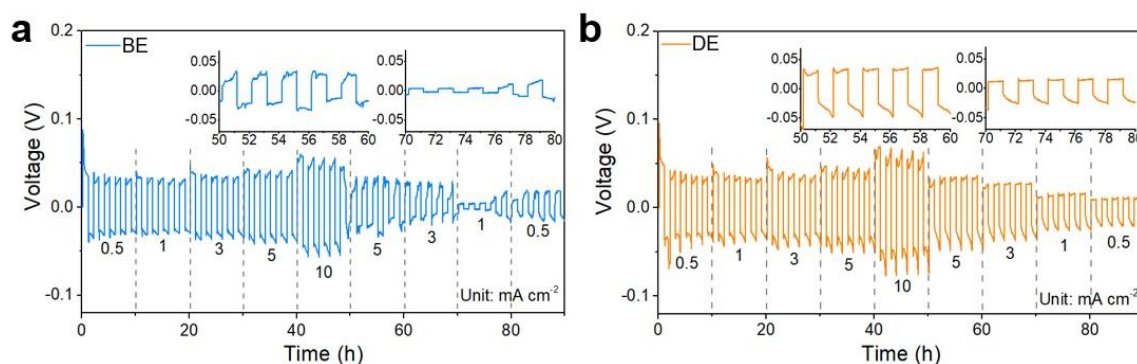 a
BE
Voltage (V)
0.2
0.1
0.0
-0.1
0.05
0.00
-0.05
50 52 54 56 58 60
0.05
0.00
-0.05
70 72 74 76 78 80
0.5 1 3 5 10 5 3 1 0.5
Unit: mA cm⁻²
0 20 40 60 80
Time (h)
b
DE
Voltage (V)
0.2
0.1
0.0
-0.1
0.05
0.00
-0.05
50 52 54 56 58 60
0.05
0.00
-0.05
70 72 74 76 78 80
0.5 1 3 5 10 5 3 1 0.5
Unit: mA cm⁻²
0 20 40 60 80
Time (h)